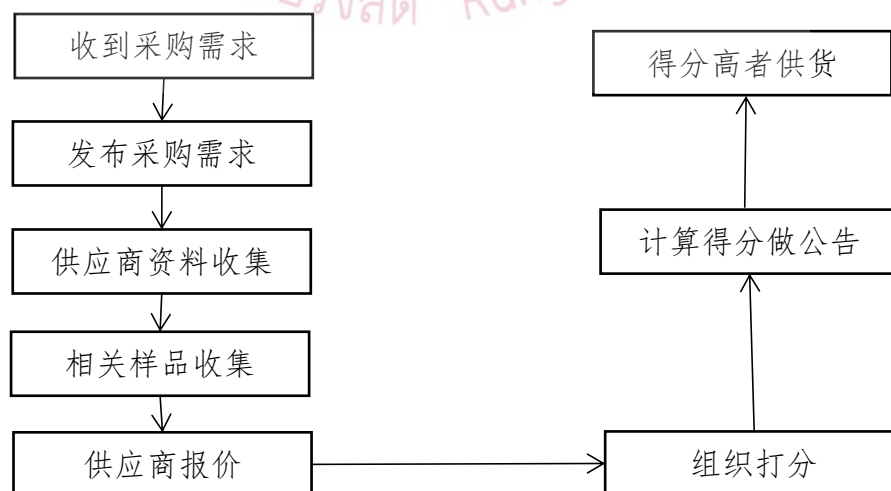 收到采购需求
发布采购需求
供应商资料收集
相关样品收集
供应商报价
组织打分
计算得分做公告
得分高者供货